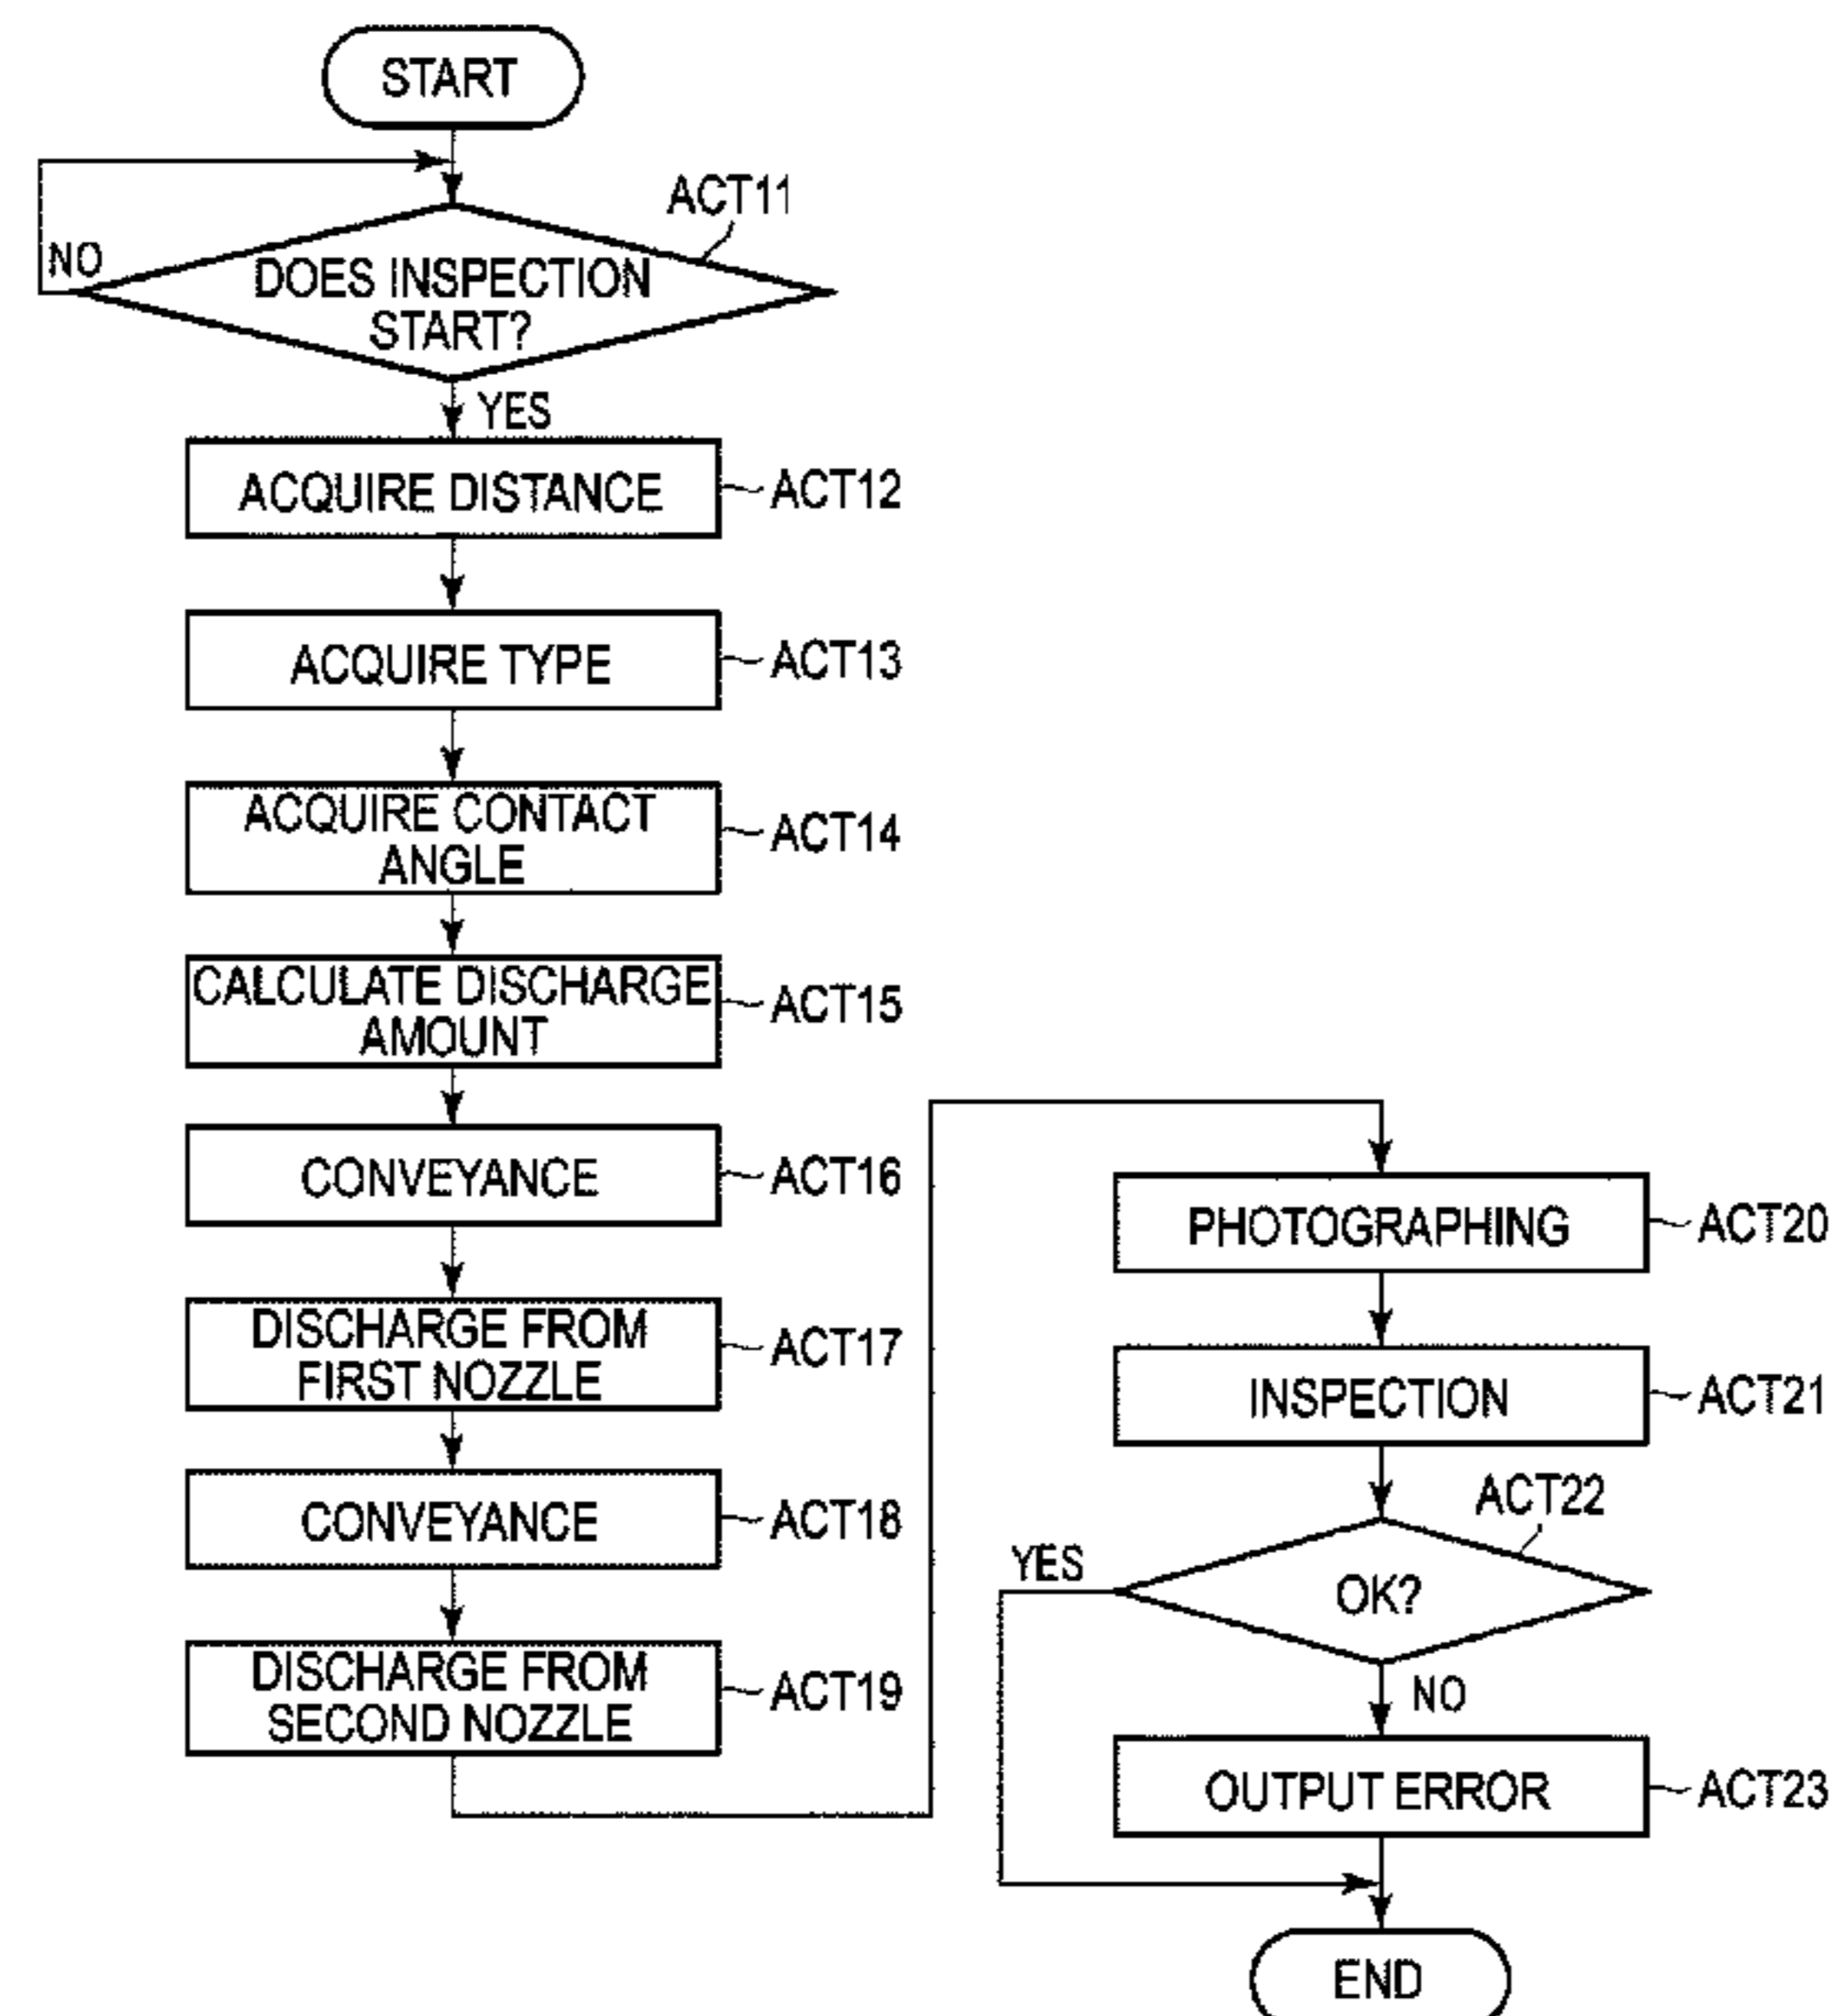 START
ACT11
NO
DOES INSPECTION
START?
YES
ACQUIRE DISTANCE
ACT12
ACQUIRE TYPE
ACT13
ACQUIRE CONTACT
ANGLE
ACT14
CALCULATE DISCHARGE
AMOUNT
ACT15
CONVEYANCE
ACT16
DISCHARGE FROM
FIRST NOZZLE
ACT17
CONVEYANCE
ACT18
DISCHARGE FROM
SECOND NOZZLE
ACT19
PHOTOGRAPHING
ACT20
INSPECTION
ACT21
ACT22
YES
OK?
NO
OUTPUT ERROR
ACT23
END